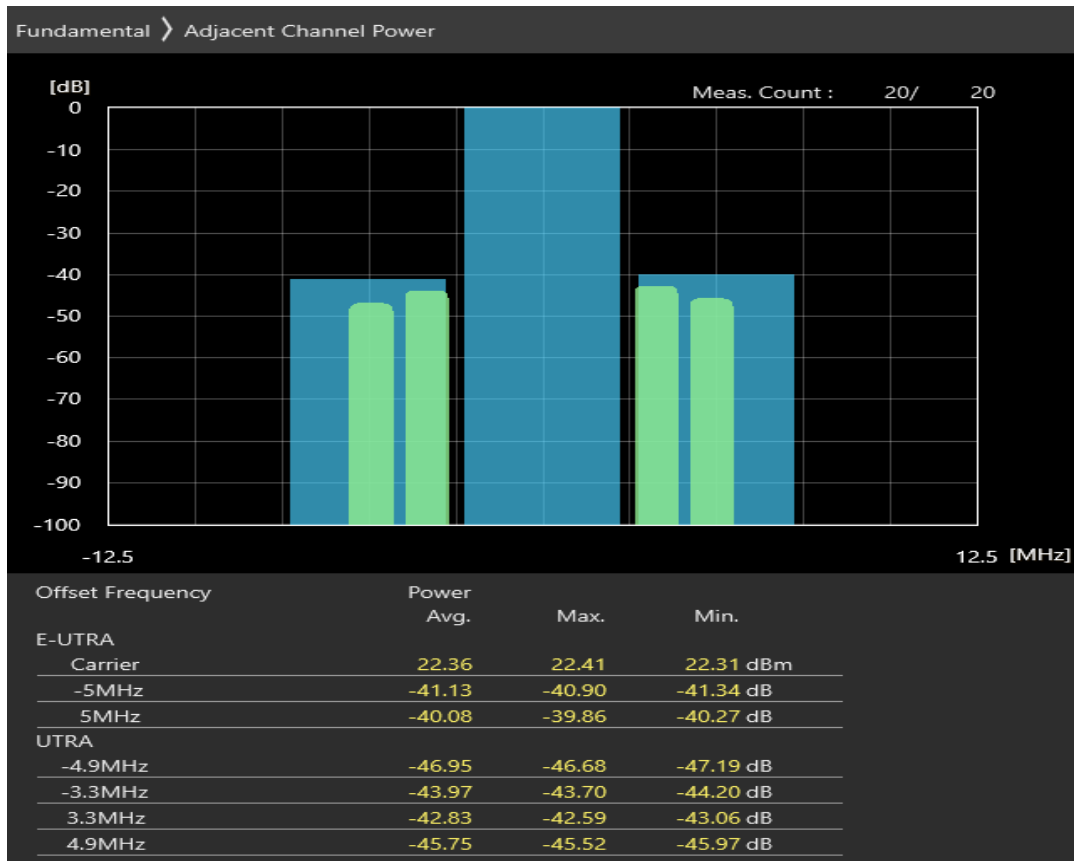 Fundamental 》 Adjacent Channel Power
[dB]
Meas. Count : 20/ 20
0
-10
-20
-30
-40
-50
-60
-70
-80
-90
-100
-12.5 12.5 [MHz]
Offset Frequency Power
Avg. Max. Min.
E-UTRA
Carrier 22.36 22.41 22.31 dBm
-5MHz -41.13 -40.90 -41.34 dB
5MHz -40.08 -39.86 -40.27 dB
UTRA
-4.9MHz -46.95 -46.68 -47.19 dB
-3.3MHz -43.97 -43.70 -44.20 dB
3.3MHz -42.83 -42.59 -43.06 dB
4.9MHz -45.75 -45.52 -45.97 dB